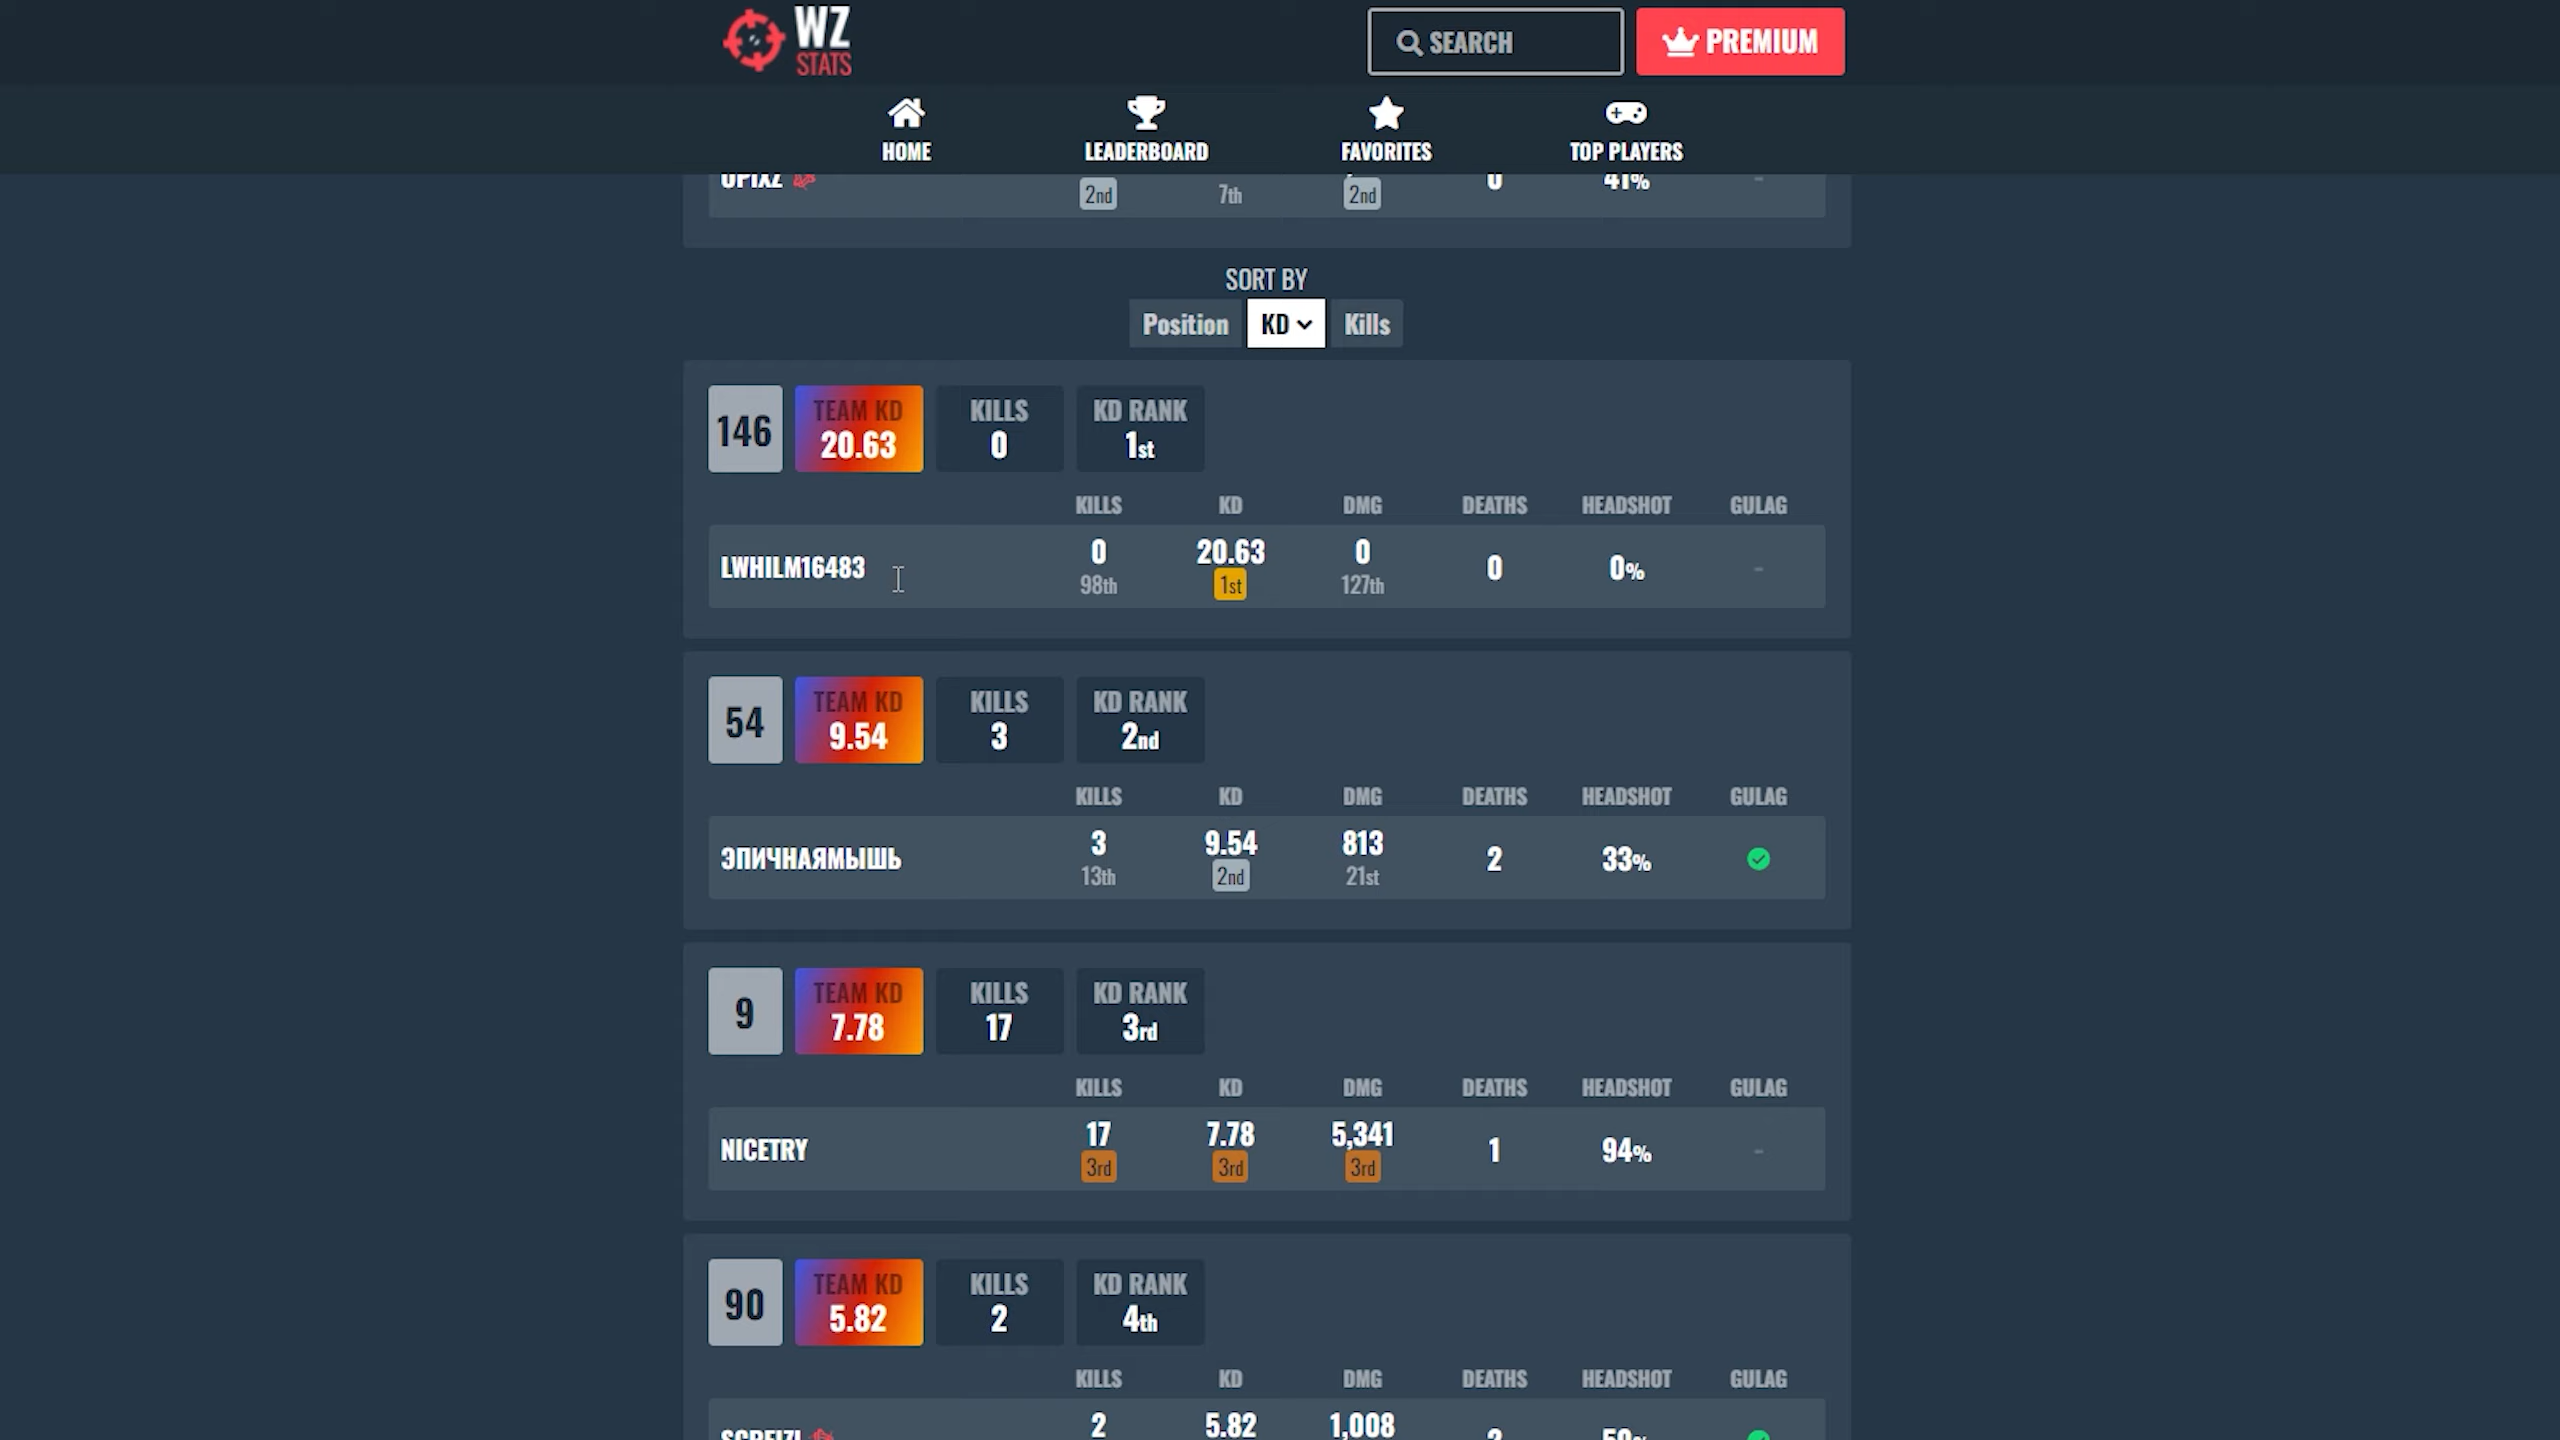 WZ
STATS
SEARCH
PREMIUM
HOME
LEADERBOARD
FAVORITES
TOP PLAYERS
2nd 7th 2nd 0 41% -
SORT BY
Position KD Kills
146 TEAM KD 20.63 KILLS 0 KD RANK 1st
KILLS KD DMG DEATHS HEADSHOT GULAG
LWHILM16483 0 20.63 0 0 0% -
98th 1st 127th
54 TEAM KD 9.54 KILLS 3 KD RANK 2nd
KILLS KD DMG DEATHS HEADSHOT GULAG
ЭПИЧНАЯМЫШЬ 3 9.54 813 2 33%
13th 2nd 21st
9 TEAM KD 7.78 KILLS 17 KD RANK 3rd
KILLS KD DMG DEATHS HEADSHOT GULAG
NICETRY 17 7.78 5,341 1 94% -
3rd 3rd 3rd
90 TEAM KD 5.82 KILLS 2 KD RANK 4th
KILLS KD DMG DEATHS HEADSHOT GULAG
2 5.82 1,008